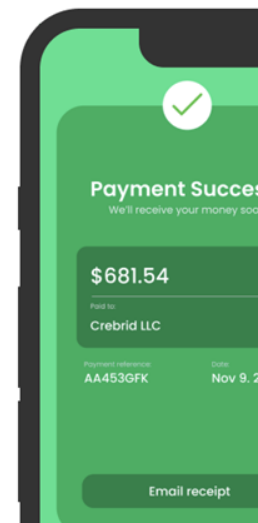 Payment Succes
We'll receive your money soo
$681.54
Paid to:
Crebrid LLC
Payment reference: Date:
AA453GFK Nov 9. 2
Email receipt